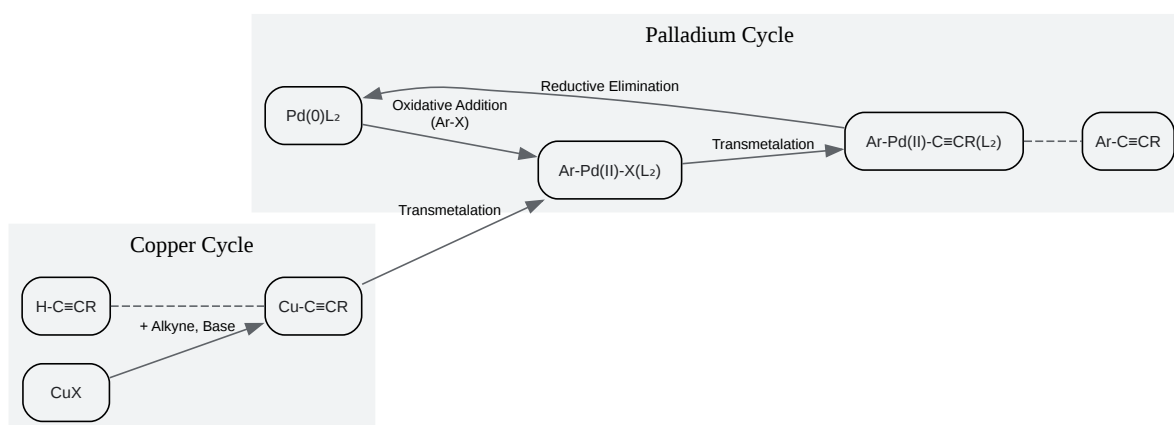 Palladium Cycle
Reductive Elimination
Pd(0)L₂
Oxidative Addition
(Ar-X)
Transmetalation
Ar-Pd(II)-C≡CR(L₂)
Ar-C≡CR
Ar-Pd(II)-X(L₂)
Transmetalation
Copper Cycle
H-C≡CR
Cu-C≡CR
+ Alkyne, Base
CuX